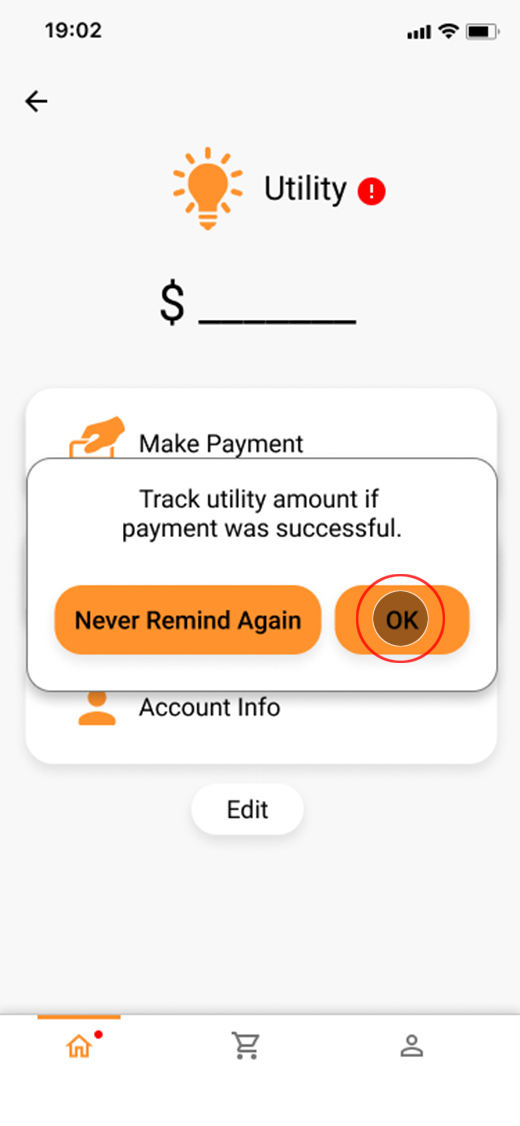 19:02
Utility
$ _______
Make Payment
Track utility amount if
payment was successful.
Never Remind Again
OK
Account Info
Edit